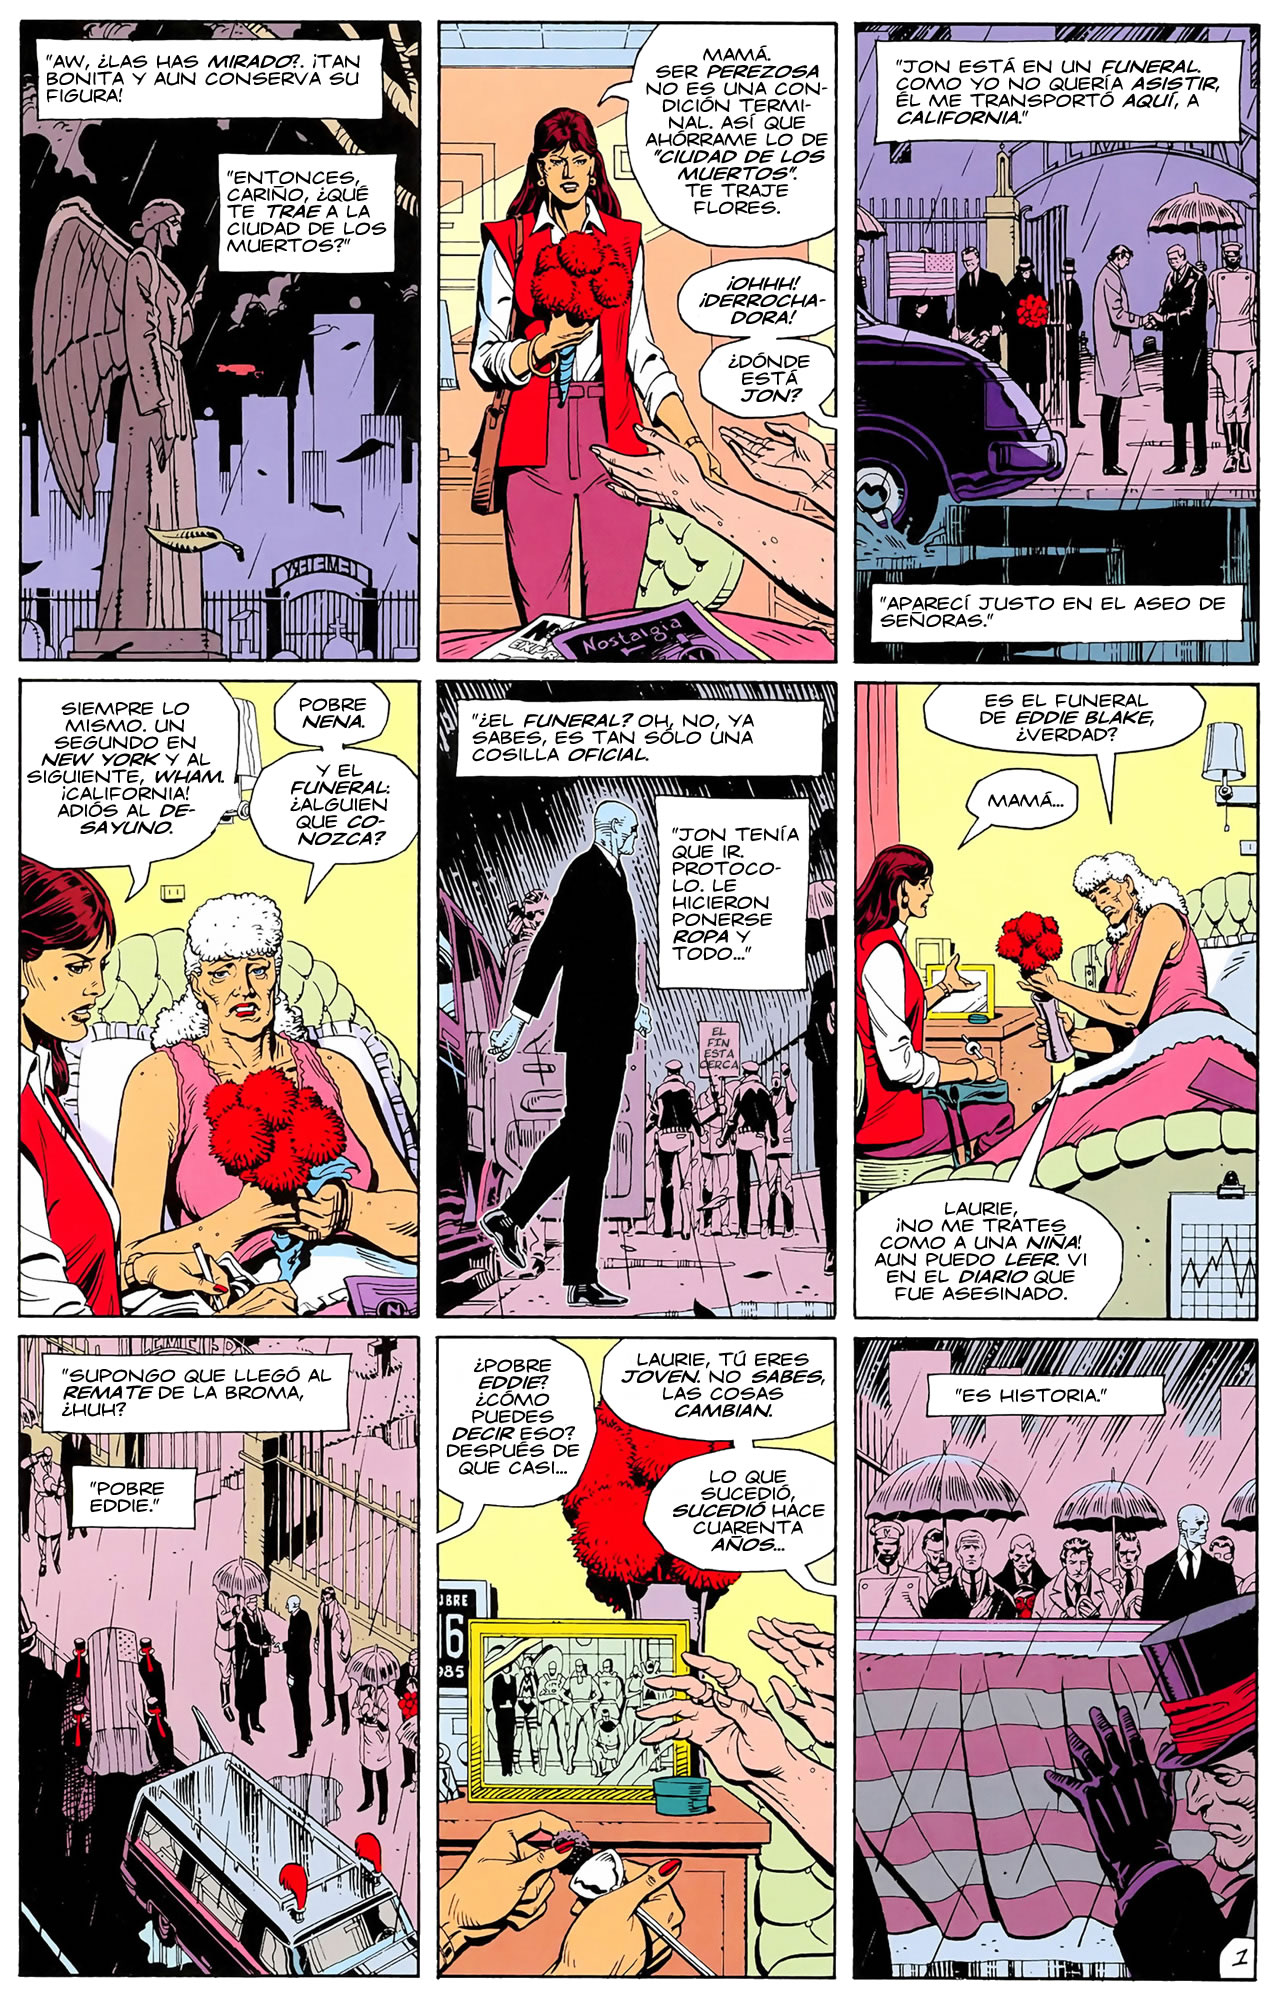 "AW, ¿LAS HAS MIRADO?. ¡TAN
BONITA Y AUN CONSERVA SU
FIGURA!
"ENTONCES,
CARIÑO, ¿QUÉ
TE TRAE A LA
CIUDAD DE LOS
MUERTOS?"
CEMETERY
MAMÁ.
SER PEREZOSA
NO ES UNA CON-
DICIÓN TERMI-
NAL. ASÍ QUE
AHÓRRAME LO DE
"CIUDAD DE LOS
MUERTOS".
TE TRAJE
FLORES.
¡OHHH!
¡DERROCHA-
DORA!
¿DÓNDE
ESTÁ
JON?
Nostalgia
N
"JON ESTÁ EN UN FUNERAL.
COMO YO NO QUERÍA ASISTIR,
ÉL ME TRANSPORTÓ AQUÍ, A
CALIFORNIA."
CEMETERY
"APARECÍ JUSTO EN EL ASEO DE
SEÑORAS."
SIEMPRE LO
MISMO. UN
SEGUNDO EN
NEW YORK Y AL
SIGUIENTE, WHAM.
¡CALIFORNIA!
ADIÓS AL DE-
SAYUNO.
POBRE
NENA.
Y EL
FUNERAL:
¿ALGUIEN
QUE CO-
NOZCA?
N
"¿EL FUNERAL? OH, NO, YA
SABES, ES TAN SÓLO UNA
COSILLA OFICIAL.
"JON TENÍA
QUE IR.
PROTOCO-
LO. LE
HICIERON
PONERSE
ROPA Y
TODO..."
EL
FIN
ESTA
CERCA
ES EL FUNERAL
DE EDDIE BLAKE,
¿VERDAD?
MAMÁ...
LAURIE,
¡NO ME TRATES
COMO A UNA NIÑA!
AUN PUEDO LEER. VI
EN EL DIARIO QUE
FUE ASESINADO.
"SUPONGO QUE LLEGÓ AL
REMATE DE LA BROMA,
¿HUH?
"POBRE
EDDIE."
¿POBRE
EDDIE?
¿CÓMO
PUEDES
DECIR ESO?
DESPUÉS DE
QUE CASI...
LAURIE, TÚ ERES
JOVEN. NO SABES,
LAS COSAS
CAMBIAN.
LO QUE
SUCEDIÓ,
SUCEDIÓ HACE
CUARENTA
AÑOS...
UBRE
16
1985
"ES HISTORIA."
1